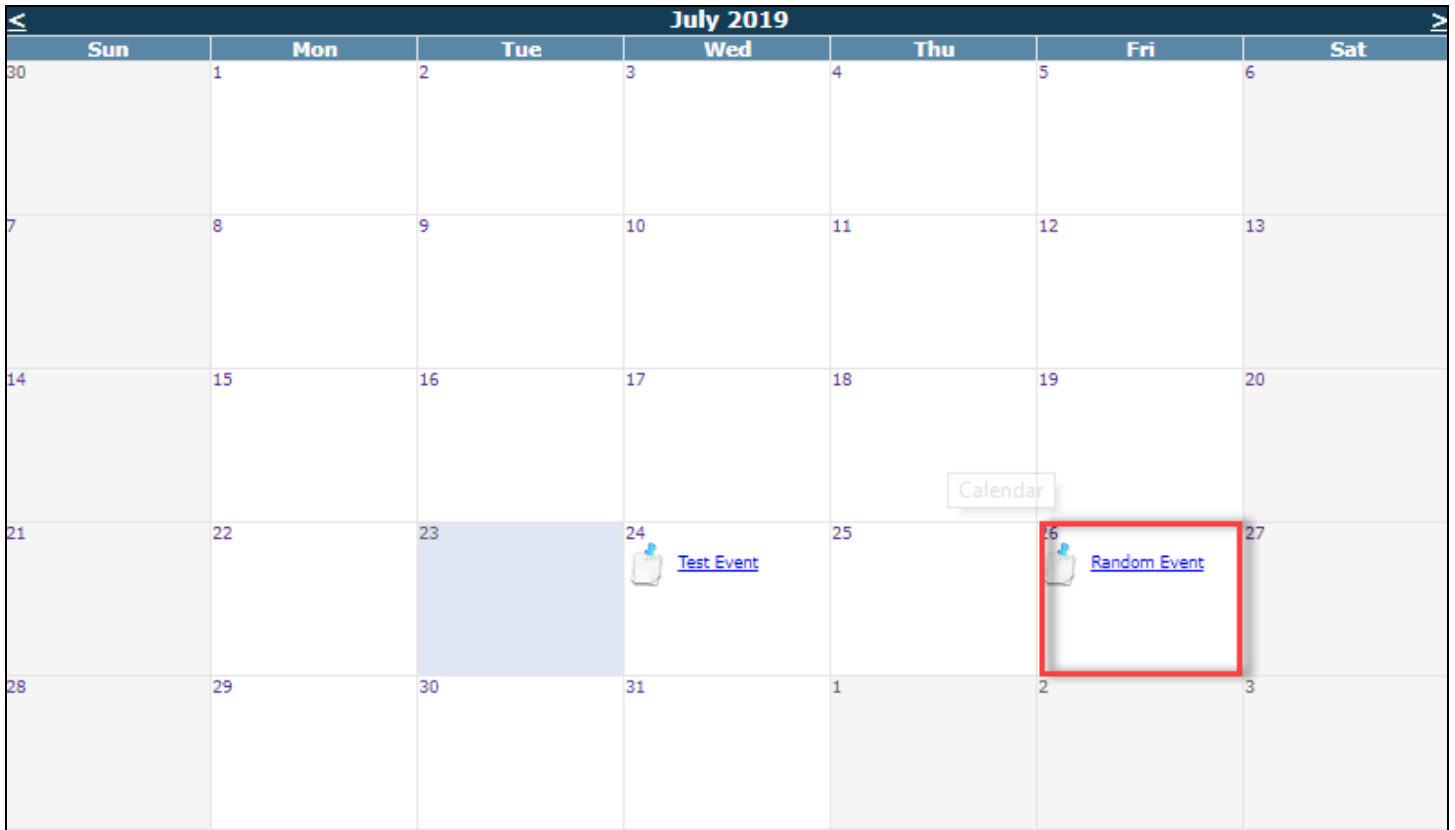 < July 2019 >
Sun Mon Tue Wed Thu Fri Sat
30 1 2 3 4 5 6
7 8 9 10 11 12 13
14 15 16 17 18 19 20
Calendar
21 22 23 24 25 26 27
Test Event Random Event
28 29 30 31 1 2 3